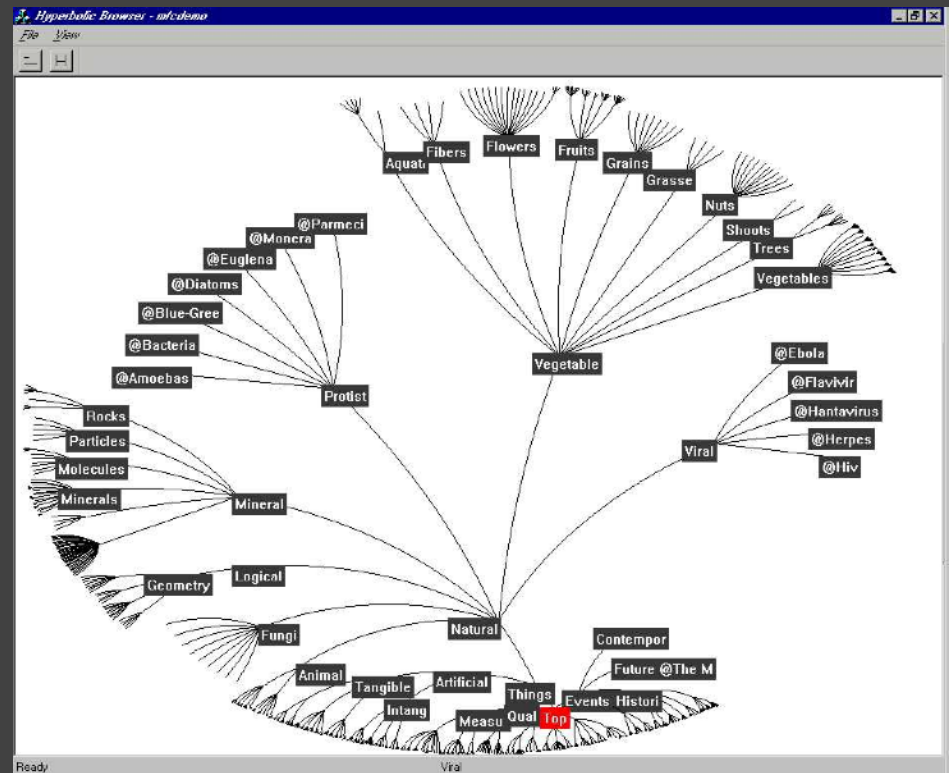 Hyperbolic Browser - mfcdemo
File View
Aquat
Fibers
Flowers
Fruits
Grains
Grasse
Nuts
Shoots
Trees
Vegetables
@Parmeci
@Monera
@Euglena
@Diatoms
@Blue-Gree
@Bacteria
@Amoebas
Protist
Vegetable
@Ebola
@Flavivir
@Hantavirus
@Herpes
@Hiv
Viral
Rocks
Particles
Molecules
Minerals
Mineral
Geometry
Logical
Fungi
Natural
Contempor
Future @The M
Animal
Tangible
Artificial
Intang
Things
Events Histori
Measu
Qual
Top
Ready Viral